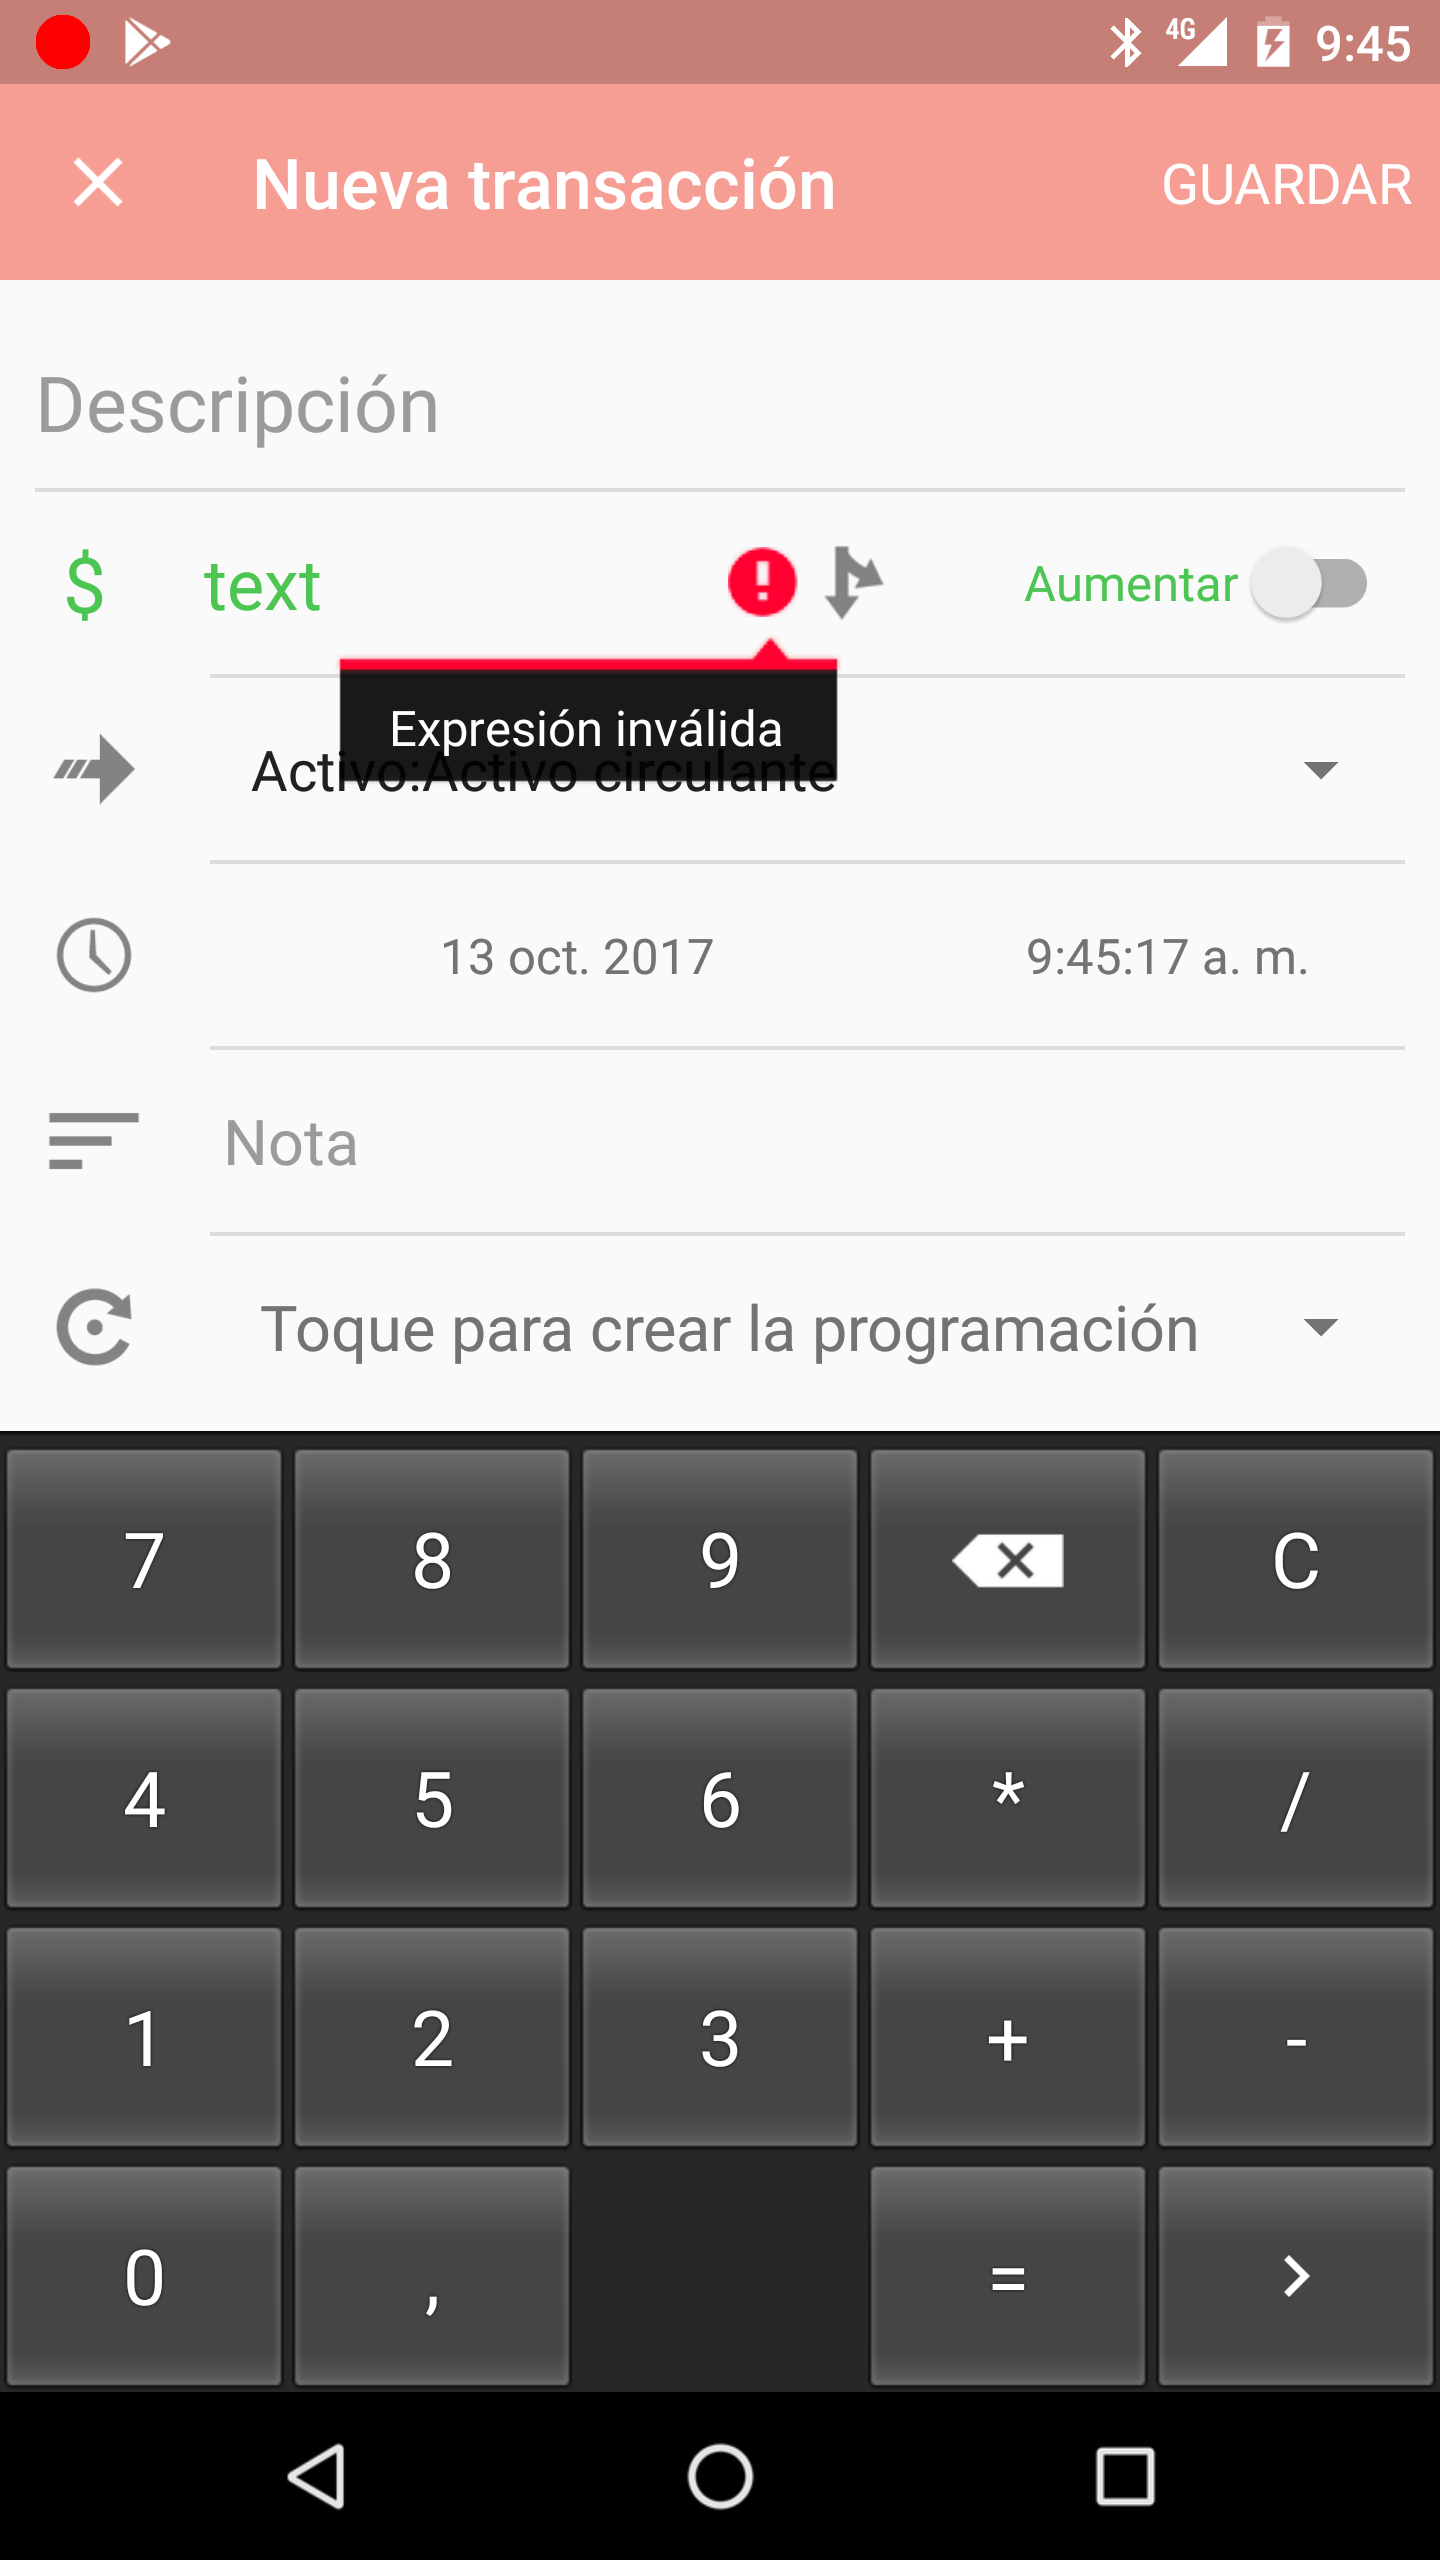 4G 9:45
Nueva transacción GUARDAR
Descripción
$ text Aumentar
Expresión inválida
Activo:Activo circulante
13 oct. 2017 9:45:17 a. m.
Nota
Toque para crear la programación
7 8 9 C
4 5 6 * /
1 2 3 + -
0 , =